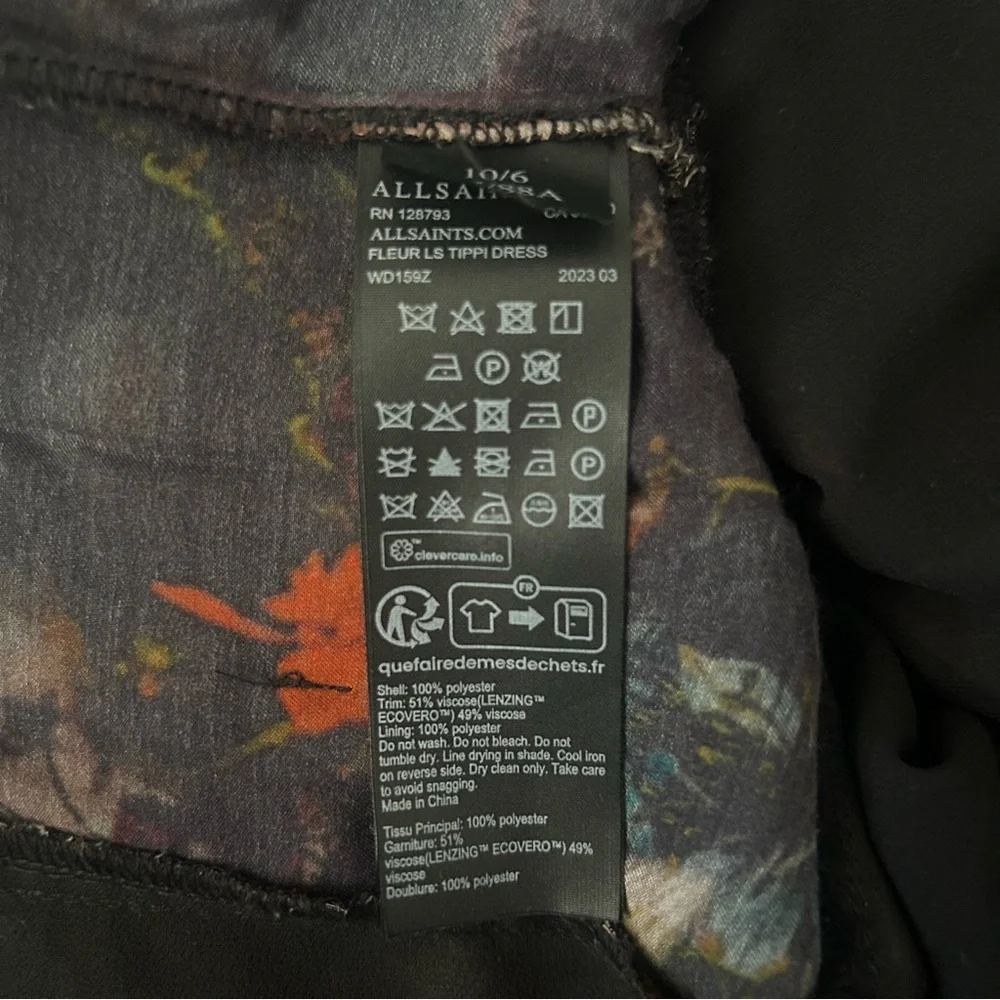 10/6
ALLSAI
RN 128793
ALLSAINTS.COM
FLEUR LS TIPPI DRESS
WD159Z 2023 03
P W
P
P
clevercare.info
FR
quefairedemesdechets.fr
Shell: 100% polyester
Trim: 51% viscose(LENZING™
ECOVERO™) 49% viscose
Lining: 100% polyester
Do not wash. Do not bleach. Do not
tumble dry. Line drying in shade. Cool iron
on reverse side. Dry clean only. Take care
to avoid snagging.
Made in China
Tissu Principal: 100% polyester
Garniture: 51%
viscose(LENZING™ ECOVERO™) 49%
viscose
Doublure: 100% polyester